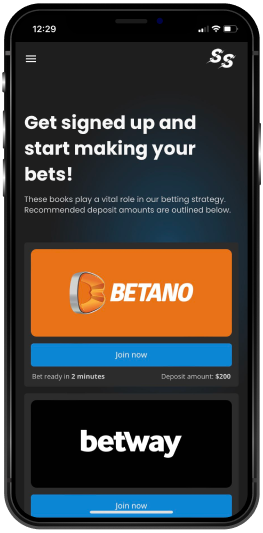 12:29
SS
Get signed up and
start making your
bets!
These books play a vital role in our betting strategy.
Recommended deposit amounts are outlined below.
BETANO
Join now
Bet ready in 2 minutes Deposit amount: $200
betway
Join now